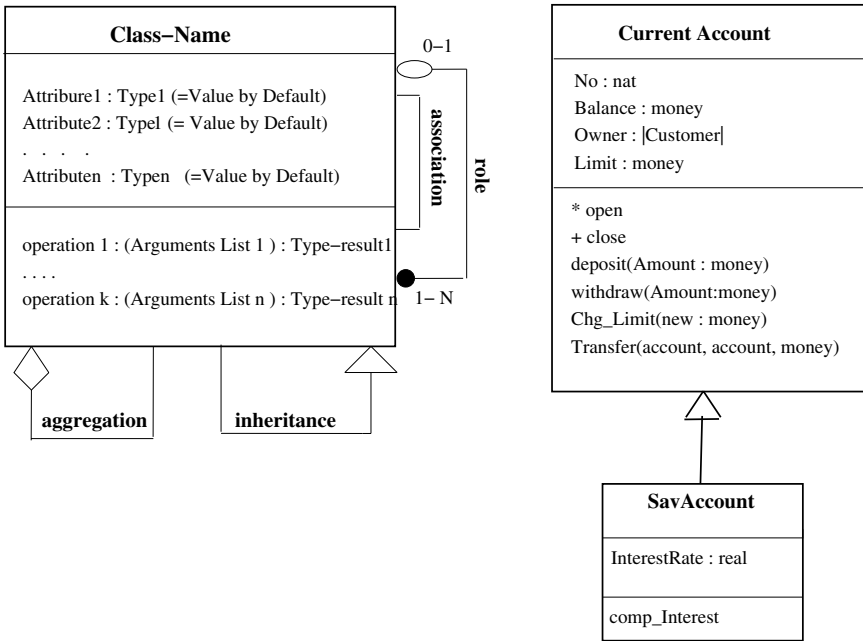 Class−Name
Attribure1 : Type1 (=Value by Default)
Attribute2 : Type1 (= Value by Default)
. . . .
Attributen : Typen (=Value by Default)
operation 1 : (Arguments List 1 ) : Type−result1
. . . .
operation k : (Arguments List n ) : Type−result n
0−1
association
role
1− N
aggregation
inheritance
Current Account
No : nat
Balance : money
Owner : |Customer|
Limit : money
* open
+ close
deposit(Amount : money)
withdraw(Amount:money)
Chg_Limit(new : money)
Transfer(account, account, money)
SavAccount
InterestRate : real
comp_Interest